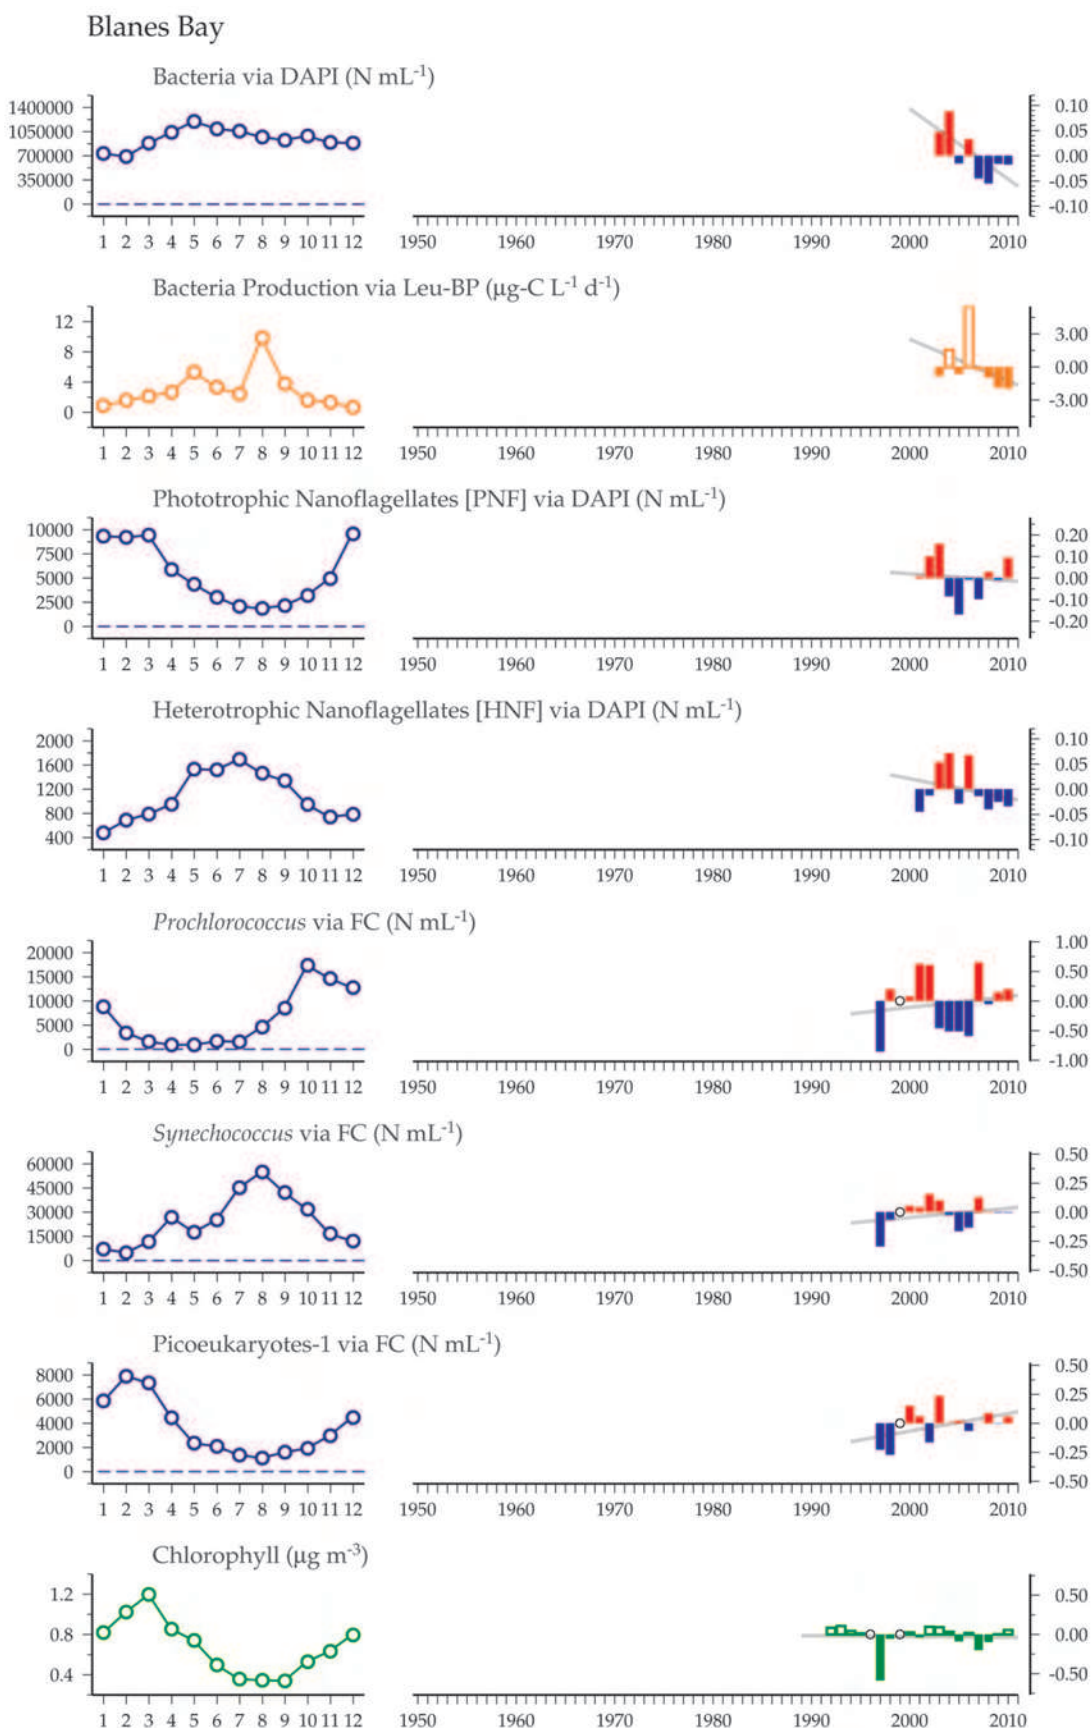 Blanes Bay
Bacteria via DAPI (N mL⁻¹)
1400000
1050000
700000
350000
0
0.10
0.05
0.00
-0.05
-0.10
1 2 3 4 5 6 7 8 9 10 11 12
1950 1960 1970 1980 1990 2000 2010
Bacteria Production via Leu-BP (µg-C L⁻¹ d⁻¹)
12
8
4
0
3.00
0.00
-3.00
1 2 3 4 5 6 7 8 9 10 11 12
1950 1960 1970 1980 1990 2000 2010
Phototrophic Nanoflagellates [PNF] via DAPI (N mL⁻¹)
10000
7500
5000
2500
0
0.20
0.10
0.00
-0.10
-0.20
1 2 3 4 5 6 7 8 9 10 11 12
1950 1960 1970 1980 1990 2000 2010
Heterotrophic Nanoflagellates [HNF] via DAPI (N mL⁻¹)
2000
1600
1200
800
400
0.10
0.05
0.00
-0.05
-0.10
1 2 3 4 5 6 7 8 9 10 11 12
1950 1960 1970 1980 1990 2000 2010
Prochlorococcus via FC (N mL⁻¹)
20000
15000
10000
5000
0
1.00
0.50
0.00
-0.50
-1.00
1 2 3 4 5 6 7 8 9 10 11 12
1950 1960 1970 1980 1990 2000 2010
Synechococcus via FC (N mL⁻¹)
60000
45000
30000
15000
0
0.50
0.25
0.00
-0.25
-0.50
1 2 3 4 5 6 7 8 9 10 11 12
1950 1960 1970 1980 1990 2000 2010
Picoeukaryotes-1 via FC (N mL⁻¹)
8000
6000
4000
2000
0
0.50
0.25
0.00
-0.25
-0.50
1 2 3 4 5 6 7 8 9 10 11 12
1950 1960 1970 1980 1990 2000 2010
Chlorophyll (µg m⁻³)
1.2
0.8
0.4
0.50
0.00
-0.50
1 2 3 4 5 6 7 8 9 10 11 12
1950 1960 1970 1980 1990 2000 2010